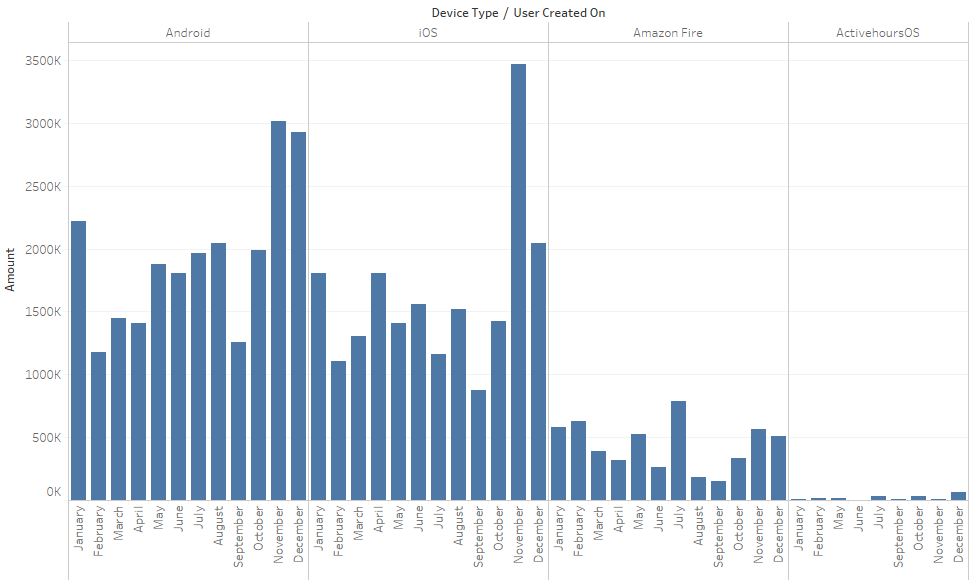 Device Type / User Created On
Android iOS Amazon Fire ActivehoursOS
3500K
3000K
2500K
2000K
1500K
1000K
500K
0K
Amount
January February March April May June July August September October November December January February March April May June July August September October November December January February March April May June July August September October November December January February May June July September October November December